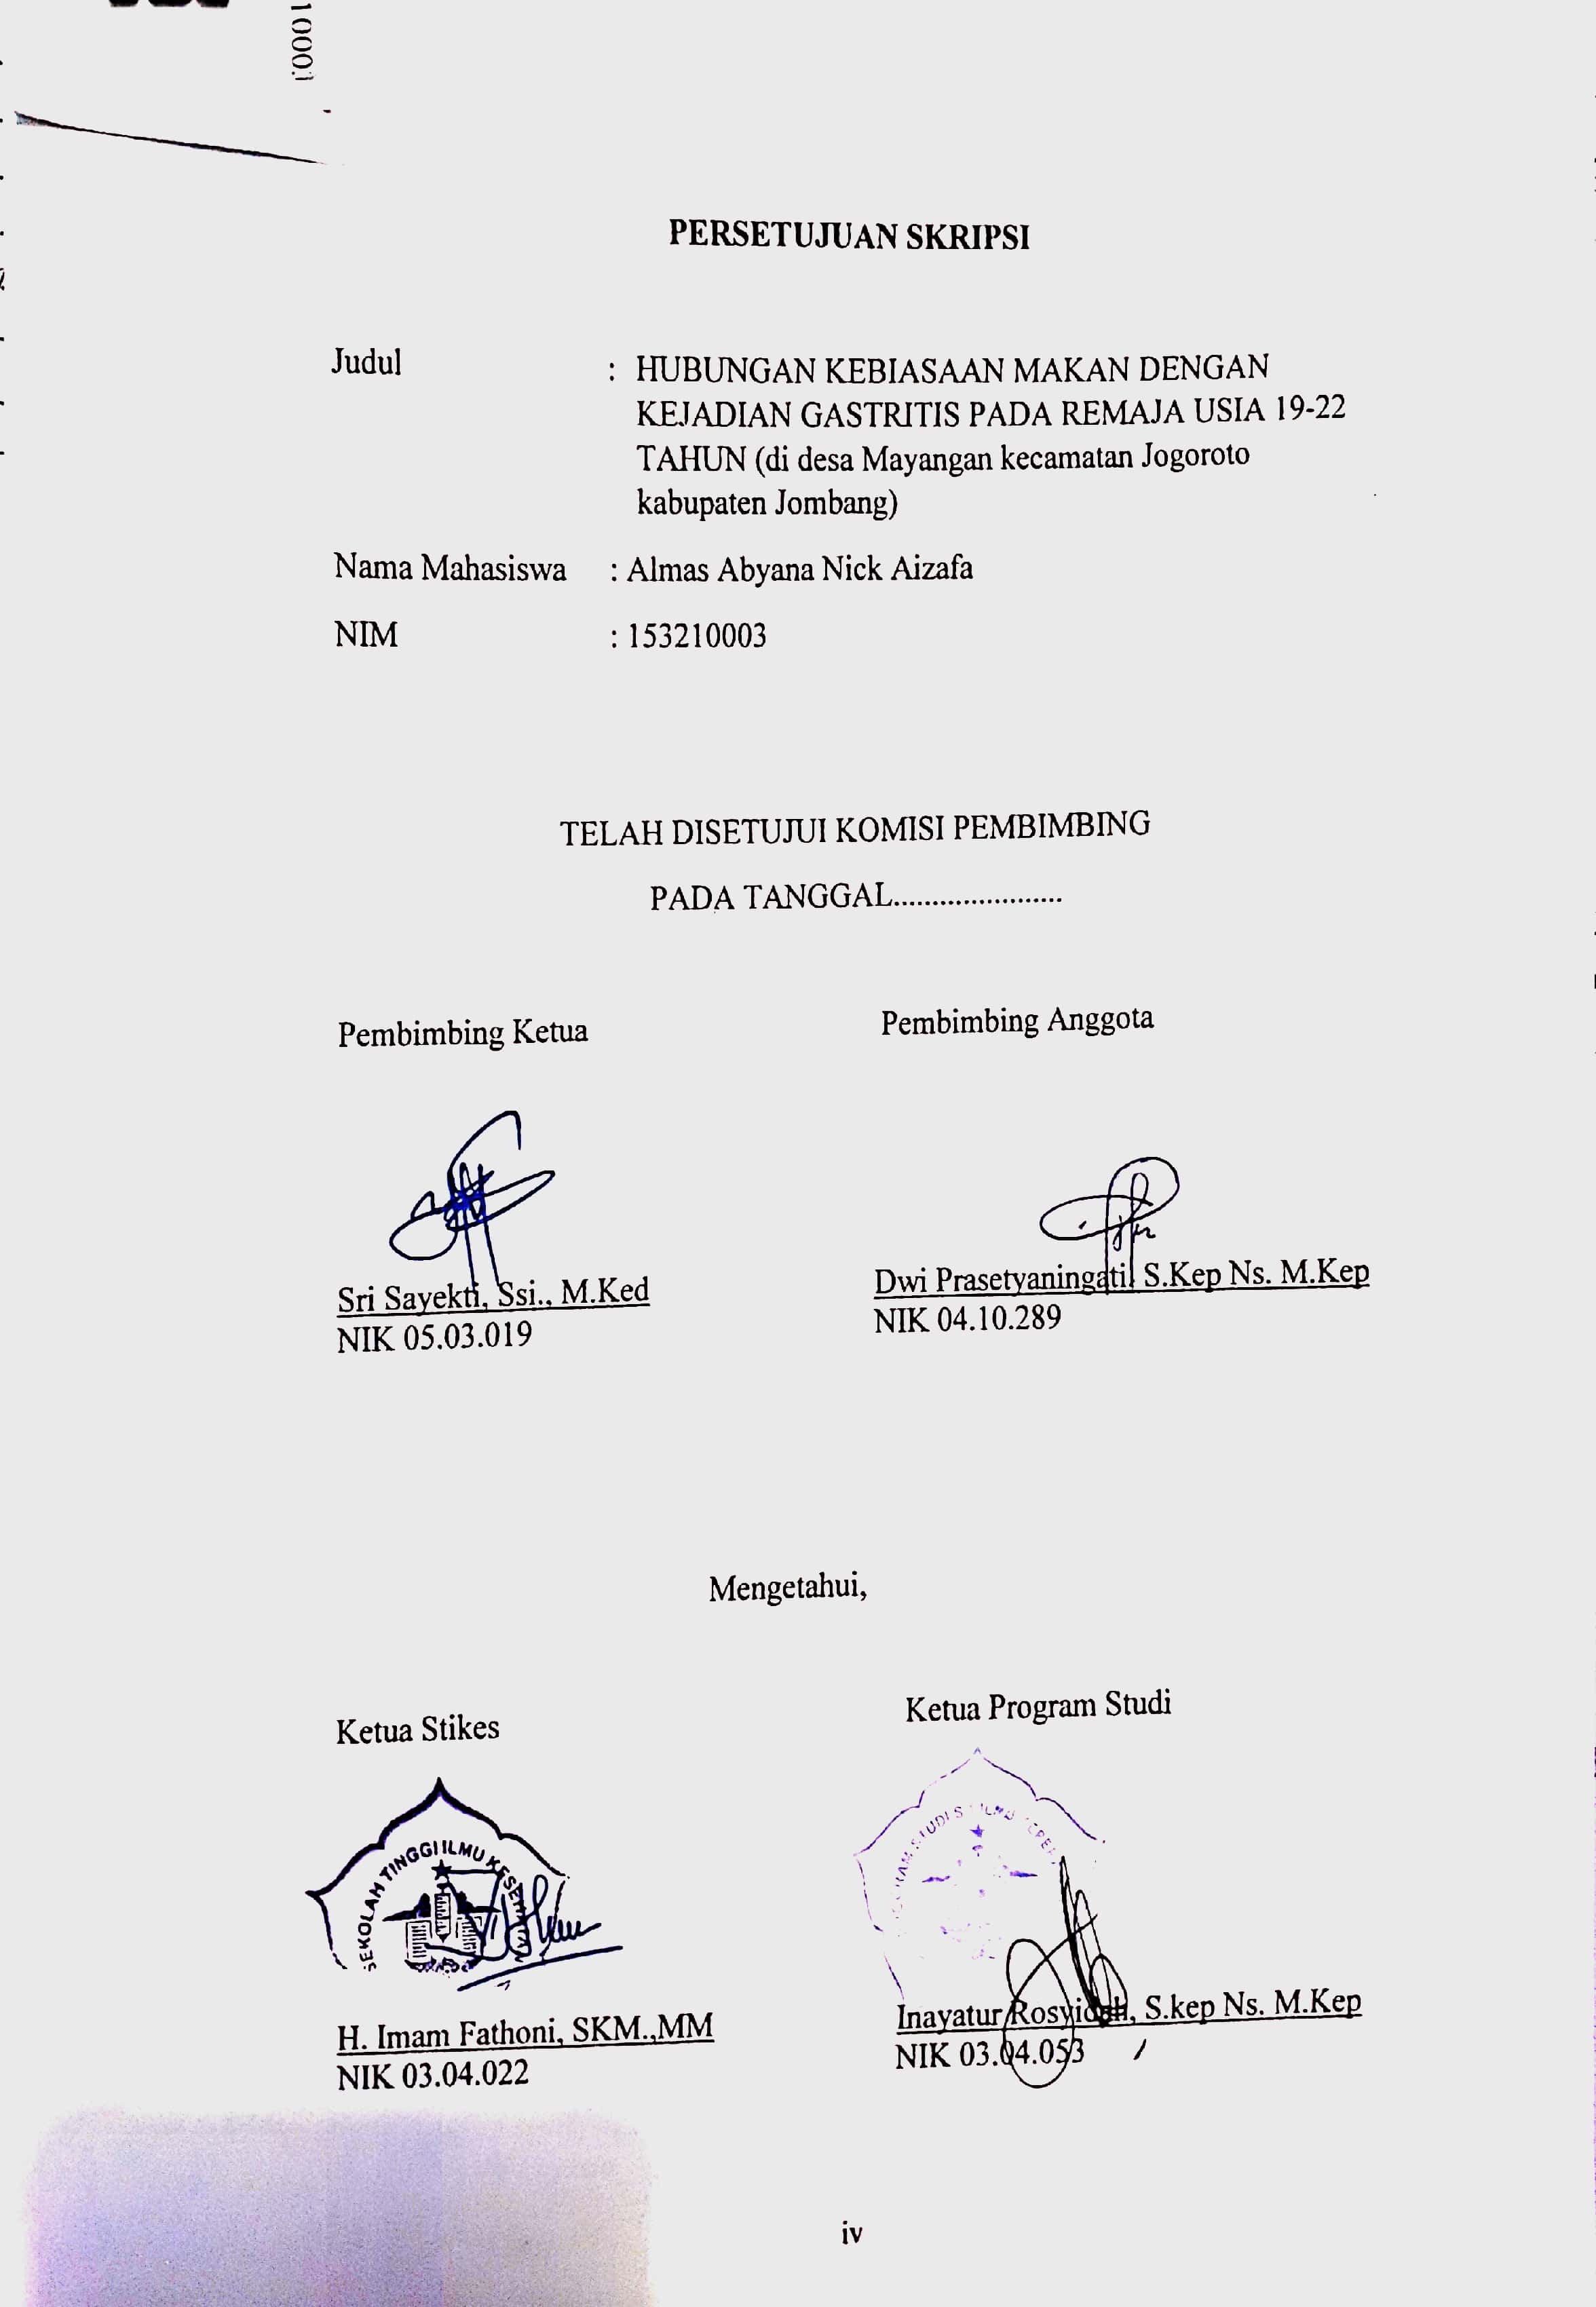 PERSETUJUAN SKRIPSI
Judul : HUBUNGAN KEBIASAAN MAKAN DENGAN
KEJADIAN GASTRITIS PADA REMAJA USIA 19-22
TAHUN (di desa Mayangan kecamatan Jogoroto
kabupaten Jombang)
Nama Mahasiswa : Almas Abyana Nick Aizafa
NIM : 153210003
TELAH DISETUJUI KOMISI PEMBIMBING
PADA TANGGAL......................
Pembimbing Ketua
Pembimbing Anggota
Sri Sayekti, Ssi., M.Ked
NIK 05.03.019
Dwi Prasetyaningati S.Kep Ns. M.Kep
NIK 04.10.289
Mengetahui,
Ketua Stikes
Ketua Program Studi
SEKOLAH TINGGI ILMU KESEHATAN
H. Imam Fathoni, SKM.,MM
NIK 03.04.022
Inayatur Rosyidah, S.kep Ns. M.Kep
NIK 03.04.053
iv